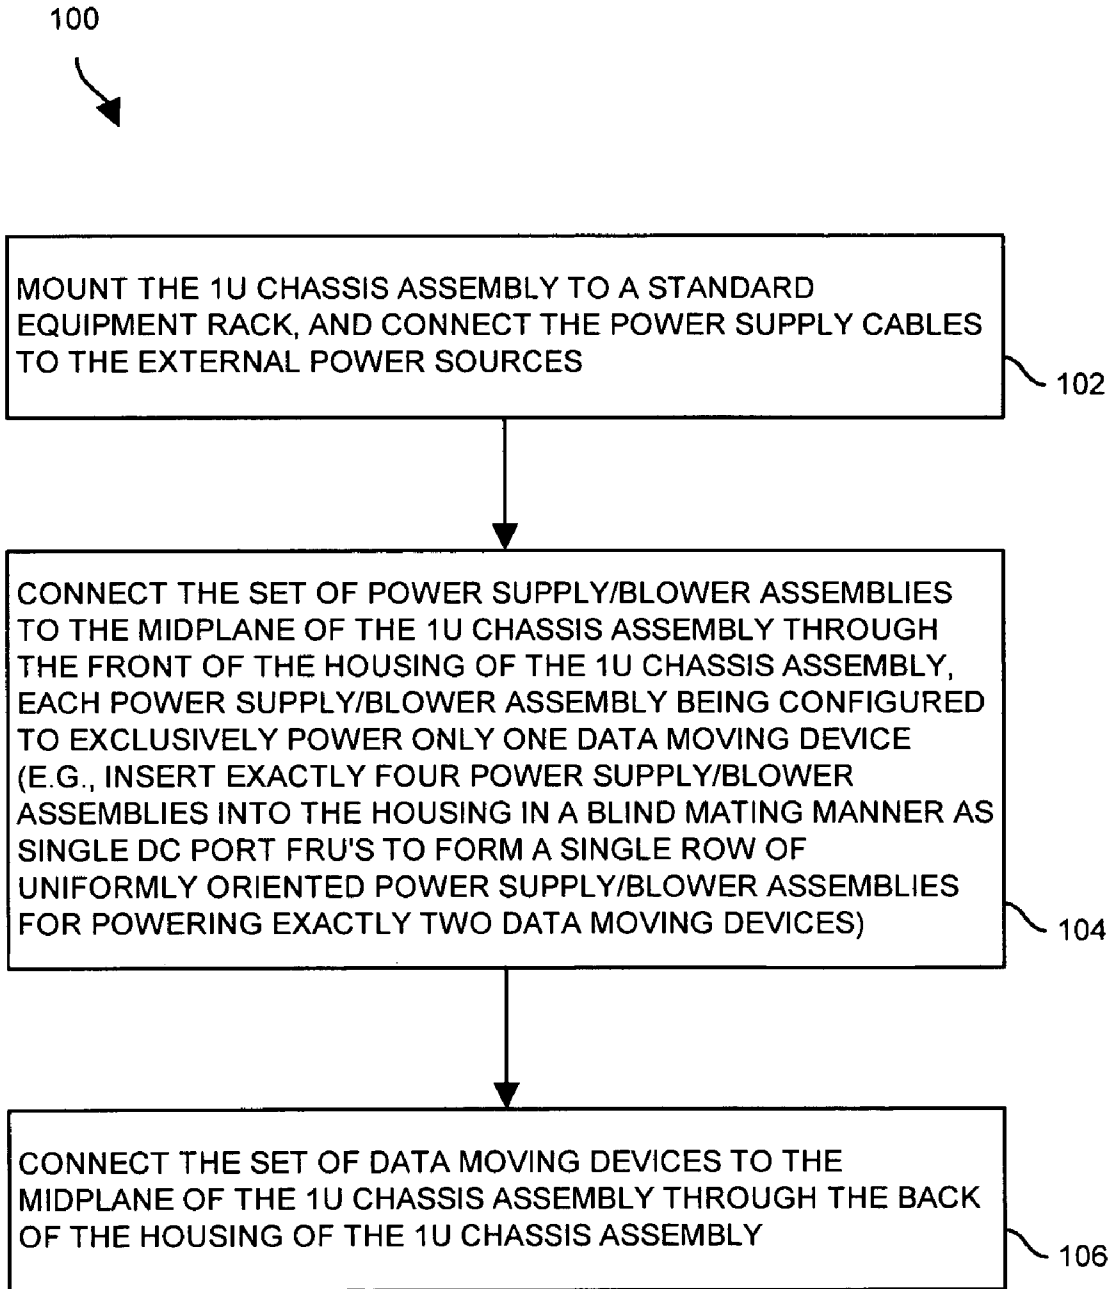 100
MOUNT THE 1U CHASSIS ASSEMBLY TO A STANDARD
EQUIPMENT RACK, AND CONNECT THE POWER SUPPLY CABLES
TO THE EXTERNAL POWER SOURCES
102
CONNECT THE SET OF POWER SUPPLY/BLOWER ASSEMBLIES
TO THE MIDPLANE OF THE 1U CHASSIS ASSEMBLY THROUGH
THE FRONT OF THE HOUSING OF THE 1U CHASSIS ASSEMBLY,
EACH POWER SUPPLY/BLOWER ASSEMBLY BEING CONFIGURED
TO EXCLUSIVELY POWER ONLY ONE DATA MOVING DEVICE
(E.G., INSERT EXACTLY FOUR POWER SUPPLY/BLOWER
ASSEMBLIES INTO THE HOUSING IN A BLIND MATING MANNER AS
SINGLE DC PORT FRU'S TO FORM A SINGLE ROW OF
UNIFORMLY ORIENTED POWER SUPPLY/BLOWER ASSEMBLIES
FOR POWERING EXACTLY TWO DATA MOVING DEVICES)
104
CONNECT THE SET OF DATA MOVING DEVICES TO THE
MIDPLANE OF THE 1U CHASSIS ASSEMBLY THROUGH THE BACK
OF THE HOUSING OF THE 1U CHASSIS ASSEMBLY
106